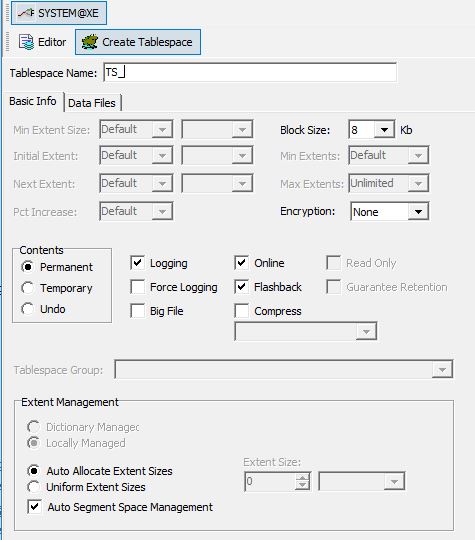 SYSTEM@XE
Editor Create Tablespace
Tablespace Name: TS_
Basic Info Data Files
Min Extent Size: Default Block Size: 8 Kb
Initial Extent: Default Min Extents: Default
Next Extent: Default Max Extents: Unlimited
Pct Increase: Default Encryption: None
Contents
Permanent Logging Online Read Only
Temporary Force Logging Flashback Guarantee Retention
Undo Big File Compress
Tablespace Group:
Extent Management
Dictionary Managed
Locally Managed
Auto Allocate Extent Sizes Extent Size:
Uniform Extent Sizes 0
Auto Segment Space Management